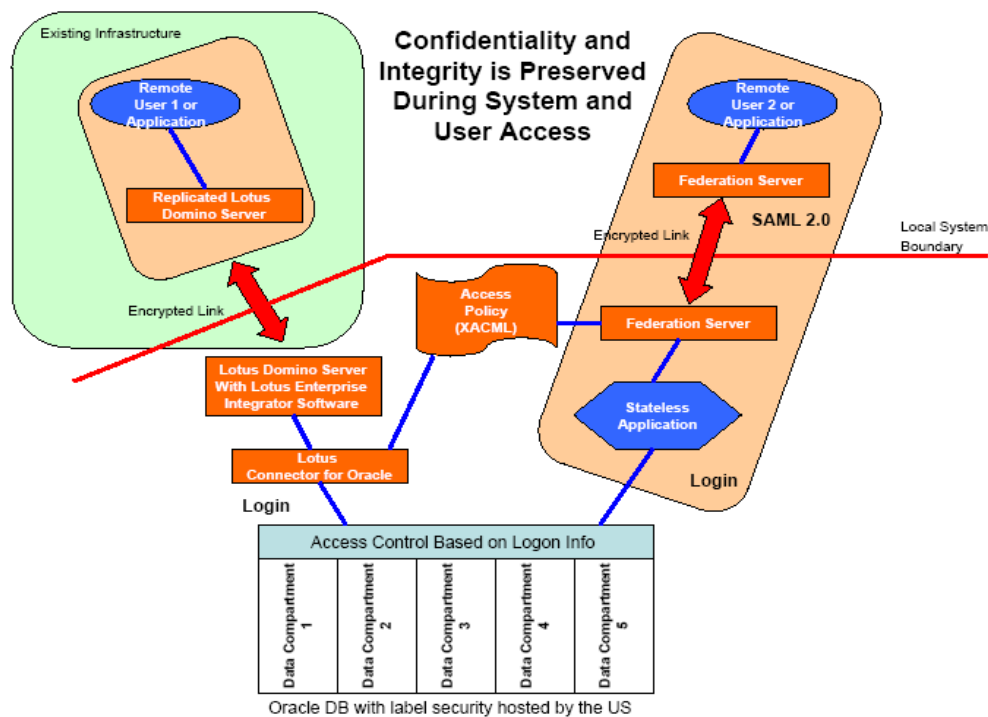 Existing Infrastructure
Confidentiality and
Integrity is Preserved
During System and
User Access
Remote
User 1 or
Application
Replicated Lotus
Domino Server
Encrypted Link
Remote
User 2 or
Application
Federation Server
SAML 2.0
Encrypted Link
Local System
Boundary
Access
Policy
(XACML)
Federation Server
Lotus Domino Server
With Lotus Enterprise
Integrator Software
Stateless
Application
Lotus
Connector for Oracle
Login
Login
Access Control Based on Logon Info
Data Compartment
1
Data Compartment
2
Data Compartment
3
Data Compartment
4
Data Compartment
5
Oracle DB with label security hosted by the US